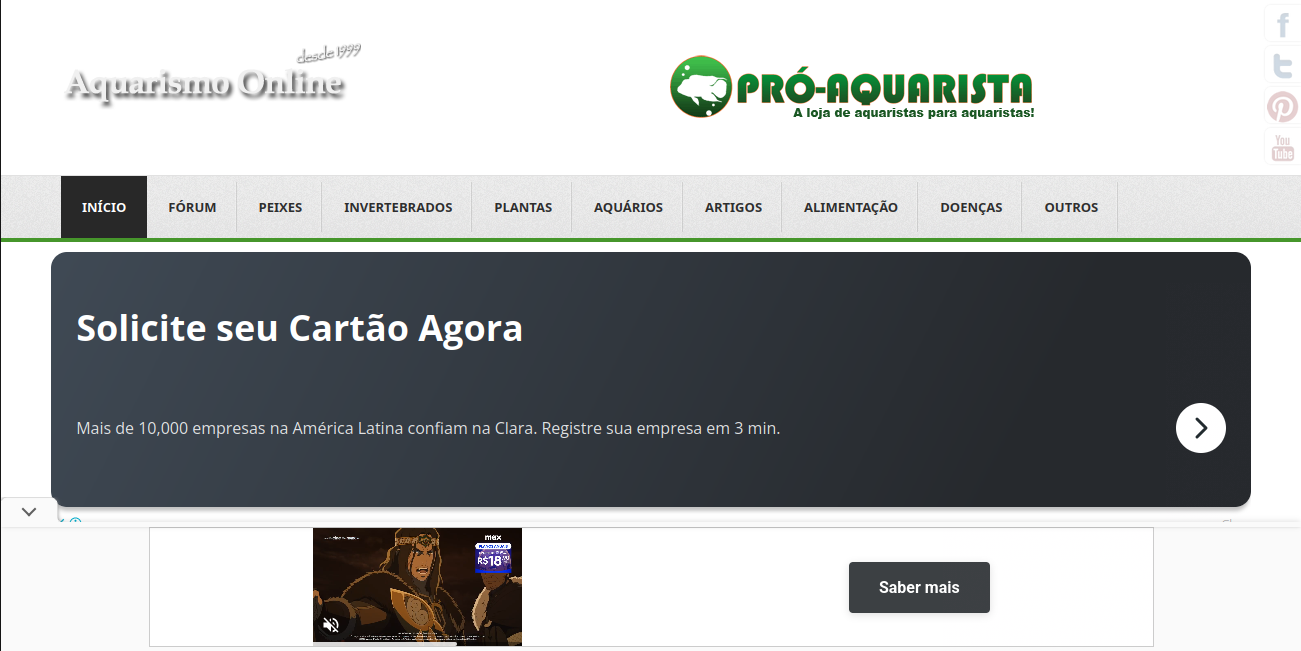 desde 1999
Aquarismo Online
PRÓ-AQUARISTA
A loja de aquaristas para aquaristas!
f
t
You
Tube
INÍCIO FÓRUM PEIXES INVERTEBRADOS PLANTAS AQUÁRIOS ARTIGOS ALIMENTAÇÃO DOENÇAS OUTROS
Solicite seu Cartão Agora
Mais de 10,000 empresas na América Latina confiam na Clara. Registre sua empresa em 3 min.
max
R$18
Saber mais